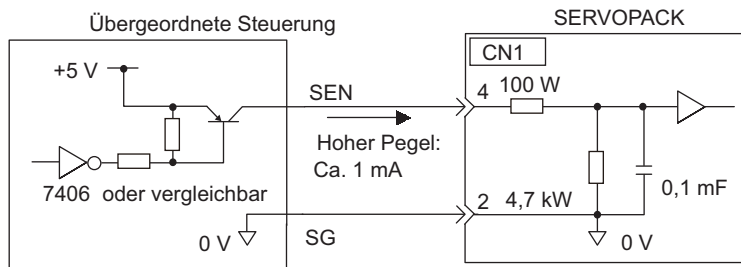 Übergeordnete Steuerung
SERVOPACK
+5 V
CN1
SEN
4
100 W
Hoher Pegel:
Ca. 1 mA
7406 oder vergleichbar
2
4,7 kW
0,1 mF
0 V
SG
0 V